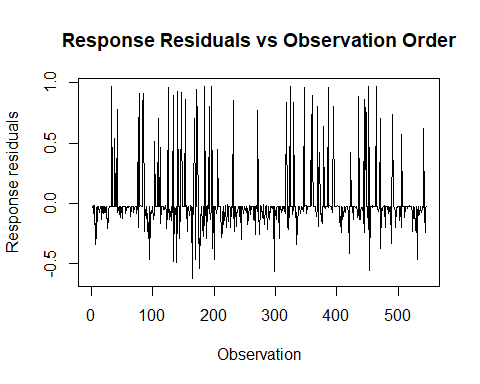 Response Residuals vs Observation Order
Response residuals
1.0
0.5
0.0
-0.5
0 100 200 300 400 500
Observation